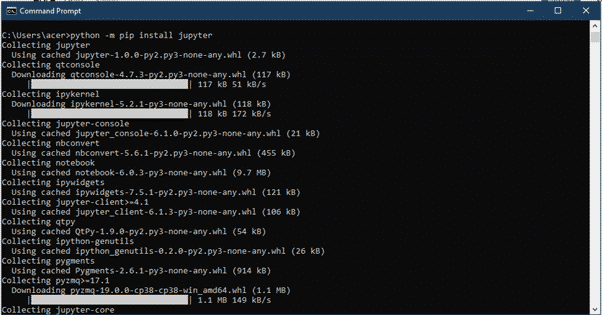 Command Prompt
C:\Users\acer>python -m pip install jupyter
Collecting jupyter
Using cached jupyter-1.0.0-py2.py3-none-any.whl (2.7 kB)
Collecting qtconsole
Downloading qtconsole-4.7.3-py2.py3-none-any.whl (117 kB)
| 117 kB 51 kB/s
Collecting ipykernel
Downloading ipykernel-5.2.1-py3-none-any.whl (118 kB)
| 118 kB 172 kB/s
Collecting jupyter-console
Using cached jupyter_console-6.1.0-py2.py3-none-any.whl (21 kB)
Collecting nbconvert
Using cached nbconvert-5.6.1-py2.py3-none-any.whl (455 kB)
Collecting notebook
Using cached notebook-6.0.3-py3-none-any.whl (9.7 MB)
Collecting ipywidgets
Using cached ipywidgets-7.5.1-py2.py3-none-any.whl (121 kB)
Collecting jupyter-client>=4.1
Using cached jupyter_client-6.1.3-py3-none-any.whl (106 kB)
Collecting qtpy
Using cached QtPy-1.9.0-py2.py3-none-any.whl (54 kB)
Collecting ipython-genutils
Using cached ipython_genutils-0.2.0-py2.py3-none-any.whl (26 kB)
Collecting pygments
Using cached Pygments-2.6.1-py3-none-any.whl (914 kB)
Collecting pyzmq>=17.1
Downloading pyzmq-19.0.0-cp38-cp38-win_amd64.whl (1.1 MB)
| 1.1 MB 149 kB/s
Collecting jupyter-core